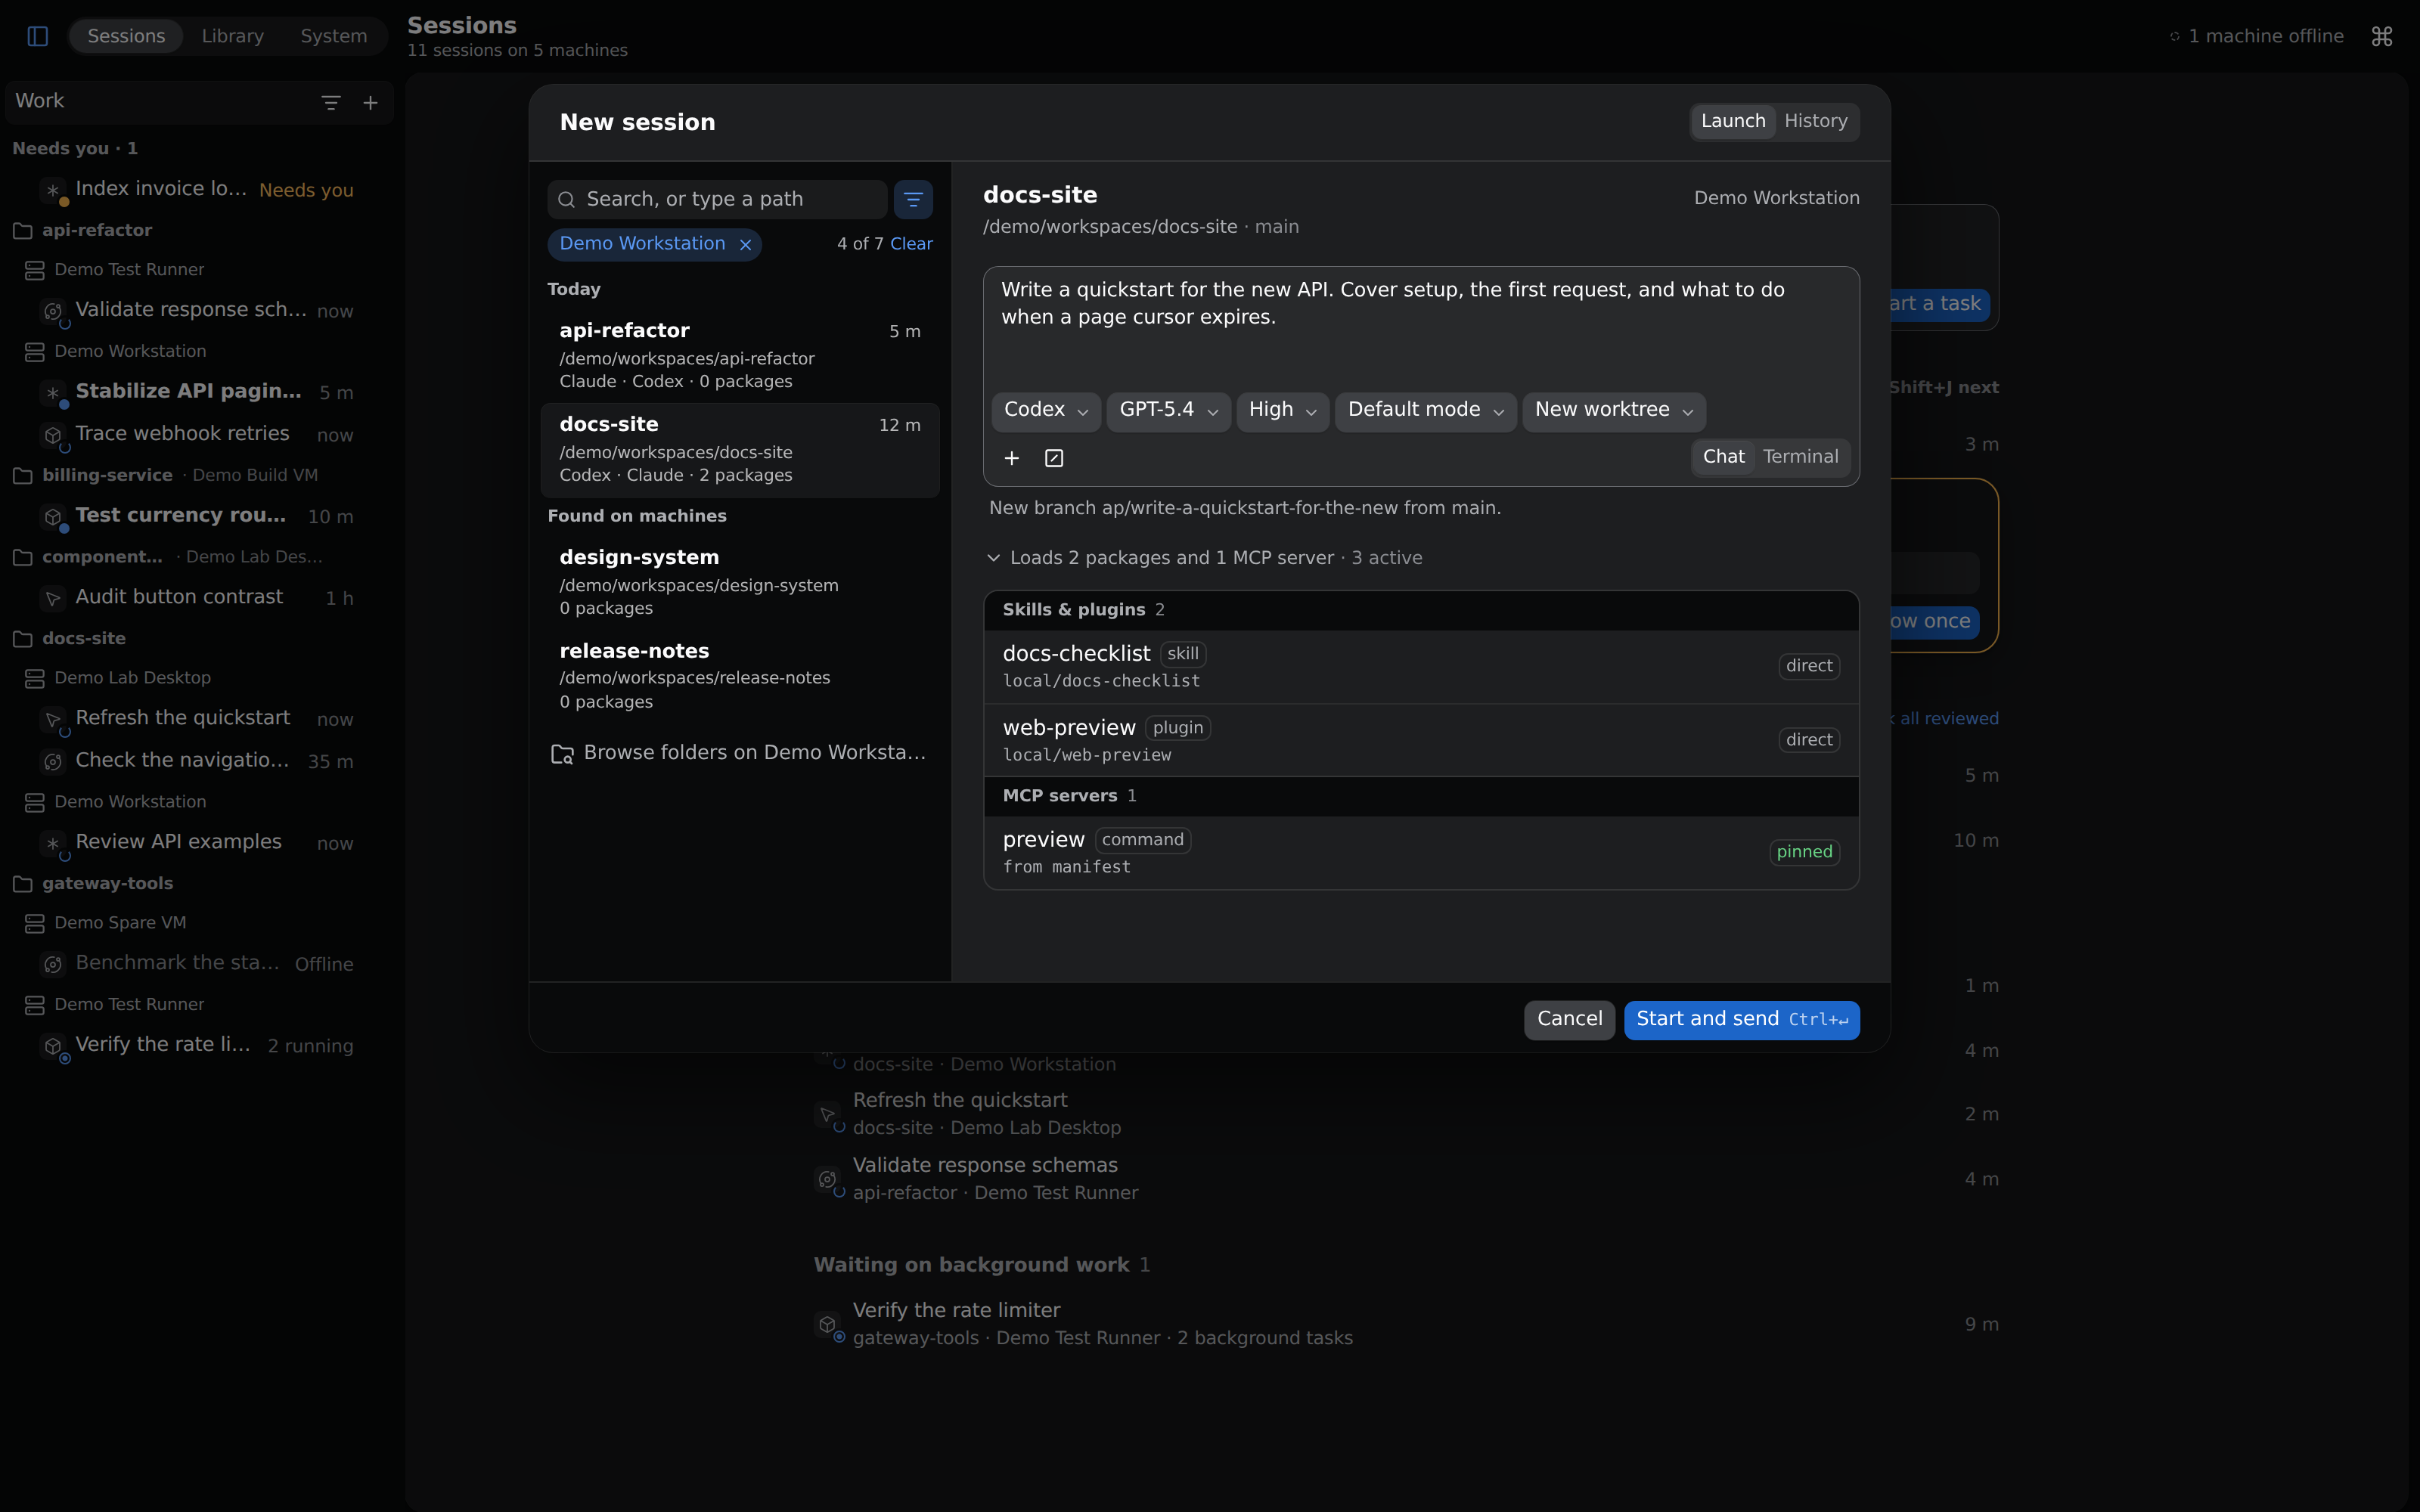 Sessions
Library
System
Sessions
11 sessions on 5 machines
1 machine offline
Work
Needs you · 1
Index invoice lo… Needs you
api-refactor
Demo Test Runner
Validate response sch… now
Demo Workstation
Stabilize API pagin… 5 m
Trace webhook retries now
billing-service · Demo Build VM
Test currency rou… 10 m
component… · Demo Lab Des…
Audit button contrast 1 h
docs-site
Demo Lab Desktop
Refresh the quickstart now
Check the navigatio… 35 m
Demo Workstation
Review API examples now
gateway-tools
Demo Spare VM
Benchmark the sta… Offline
Demo Test Runner
Verify the rate li… 2 running
New session
Launch History
Search, or type a path
Demo Workstation
4 of 7 Clear
Today
api-refactor 5 m
/demo/workspaces/api-refactor
Claude · Codex · 0 packages
docs-site 12 m
/demo/workspaces/docs-site
Codex · Claude · 2 packages
Found on machines
design-system
/demo/workspaces/design-system
0 packages
release-notes
/demo/workspaces/release-notes
0 packages
Browse folders on Demo Worksta…
docs-site
Demo Workstation
/demo/workspaces/docs-site · main
Write a quickstart for the new API. Cover setup, the first request, and what to do
when a page cursor expires.
Codex GPT-5.4 High Default mode New worktree
Chat Terminal
New branch ap/write-a-quickstart-for-the-new from main.
Loads 2 packages and 1 MCP server · 3 active
Skills & plugins 2
docs-checklist skill
local/docs-checklist
direct
web-preview plugin
local/web-preview
direct
MCP servers 1
preview command
from manifest
pinned
Cancel
Start and send Ctrl+↵
art a task
Shift+J next
3 m
ow once
all reviewed
5 m
10 m
1 m
4 m
docs-site · Demo Workstation
Refresh the quickstart
docs-site · Demo Lab Desktop
2 m
Validate response schemas
api-refactor · Demo Test Runner
4 m
Waiting on background work 1
Verify the rate limiter
gateway-tools · Demo Test Runner · 2 background tasks
9 m